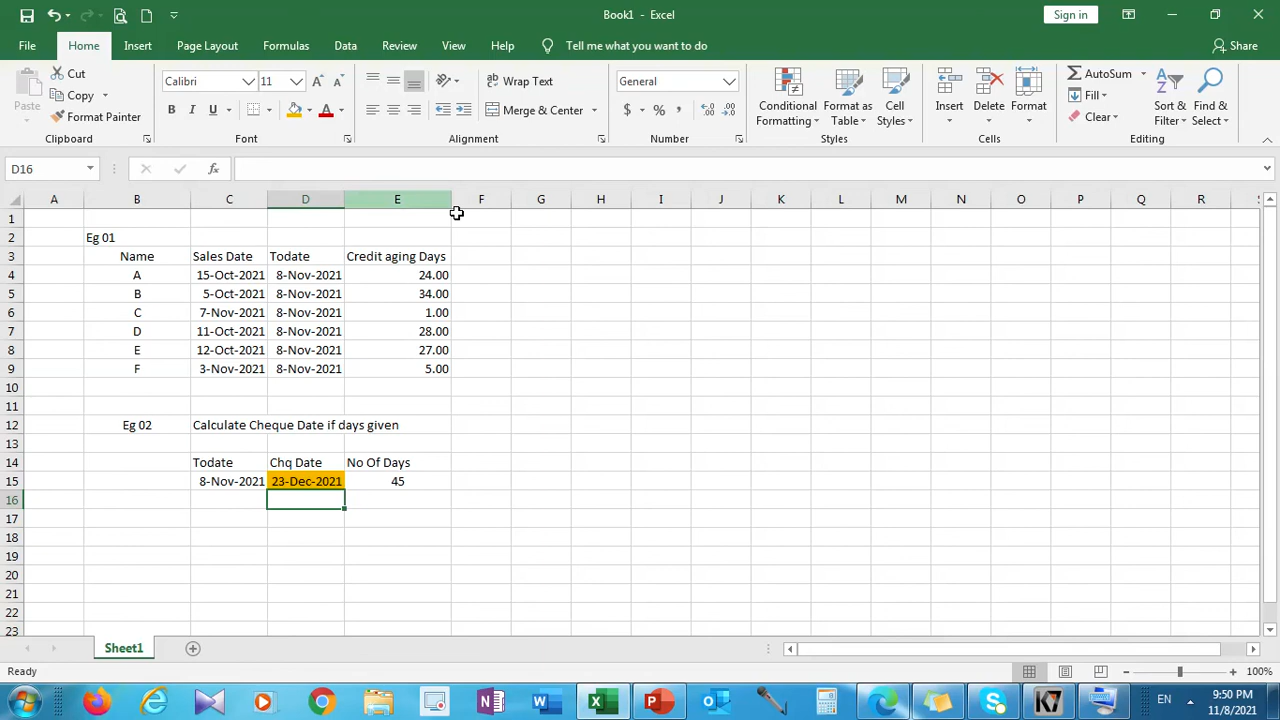 Book1 - Excel
Sign in
File Home Insert Page Layout Formulas Data Review View Help Tell me what you want to do Share
Paste Cut Copy Format Painter
Calibri 11
B I U
Wrap Text
Merge & Center
General
$ % ,
Conditional Formatting Format as Table Cell Styles
Insert Delete Format
AutoSum Fill Clear
Sort & Filter Find & Select
Clipboard Font Alignment Number Styles Cells Editing
D16 fx
A B C D E F G H I J K L M N O P Q R
1
2 Eg 01
3 Name Sales Date Todate Credit aging Days
4 A 15-Oct-2021 8-Nov-2021 24.00
5 B 5-Oct-2021 8-Nov-2021 34.00
6 C 7-Nov-2021 8-Nov-2021 1.00
7 D 11-Oct-2021 8-Nov-2021 28.00
8 E 12-Oct-2021 8-Nov-2021 27.00
9 F 3-Nov-2021 8-Nov-2021 5.00
10
11
12 Eg 02 Calculate Cheque Date if days given
13
14 Todate Chq Date No Of Days
15 8-Nov-2021 23-Dec-2021 45
16
17
18
19
20
21
22
23
Sheet1
Ready 100%
EN 9:50 PM
11/8/2021